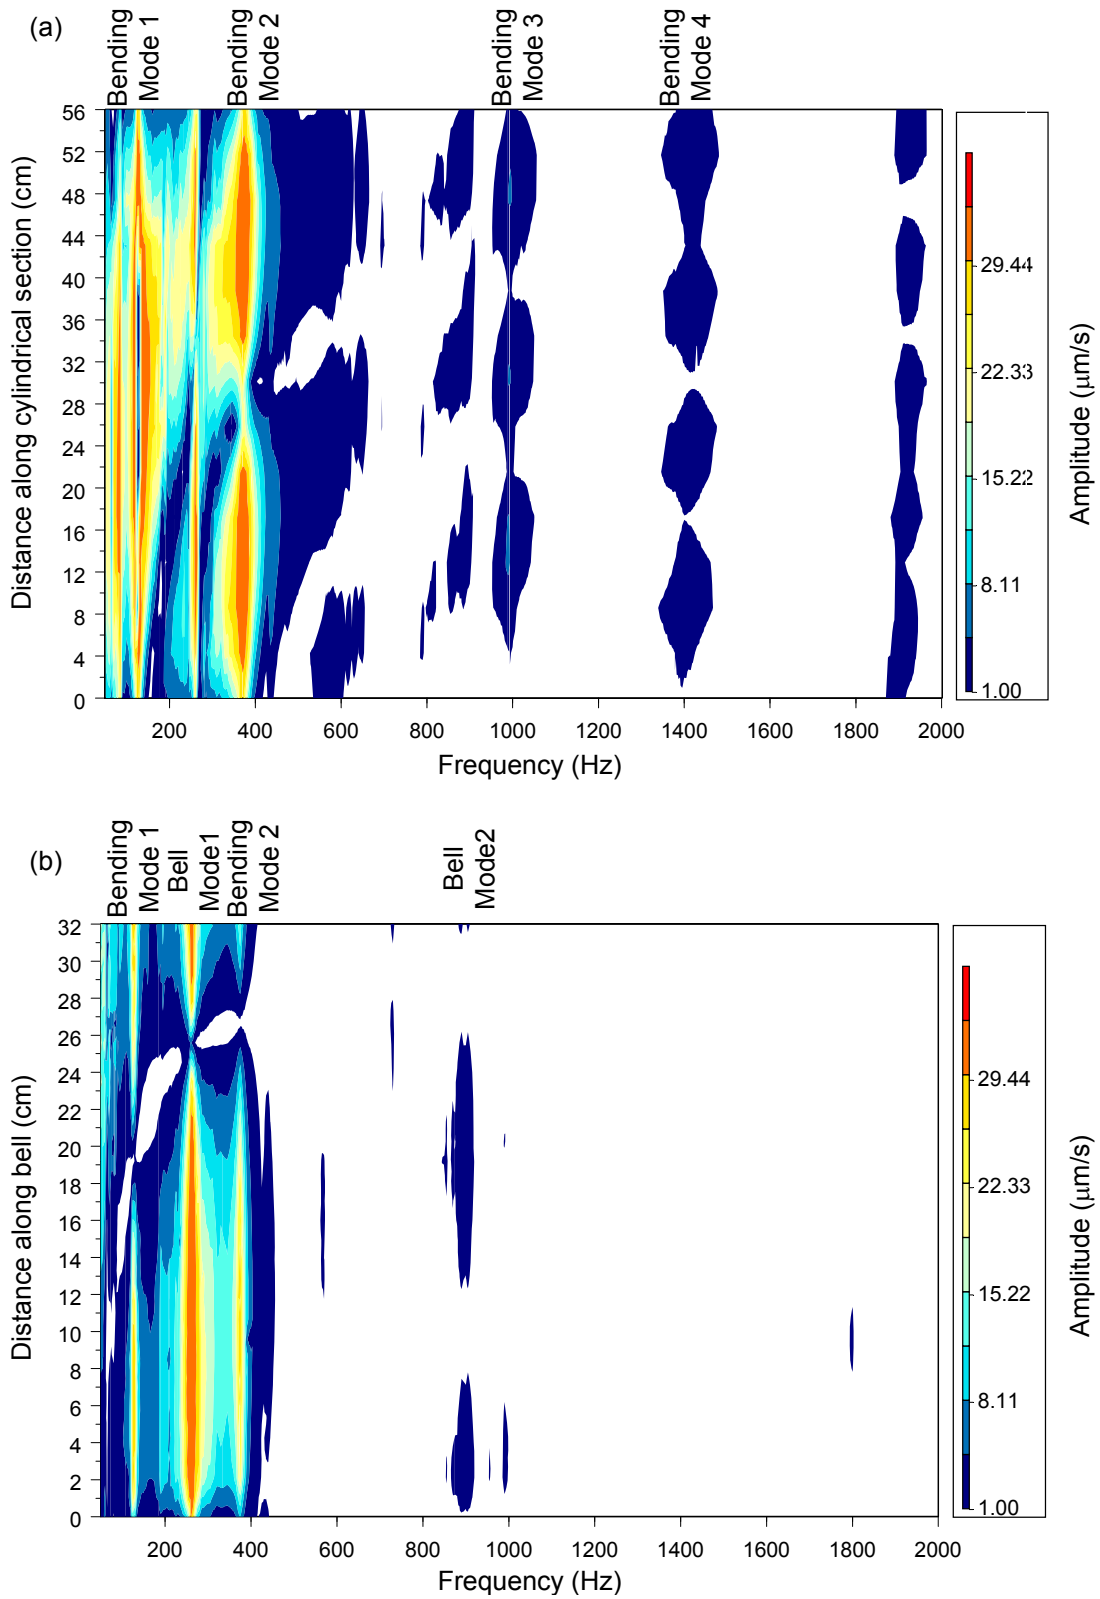 (a)
Bending
Mode 1
Bending
Mode 2
Bending
Mode 3
Bending
Mode 4
Distance along cylindrical section (cm)
56
52
48
44
40
36
32
28
24
20
16
12
8
4
0
200 400 600 800 1000 1200 1400 1600 1800 2000
Frequency (Hz)
29.44
22.33
15.22
8.11
1.00
Amplitude (μm/s)
(b)
Bending
Mode 1
Bell
Mode1
Bending
Mode 2
Bell
Mode2
Distance along bell (cm)
32
30
28
26
24
22
20
18
16
14
12
10
8
6
4
2
0
200 400 600 800 1000 1200 1400 1600 1800 2000
Frequency (Hz)
29.44
22.33
15.22
8.11
1.00
Amplitude (μm/s)